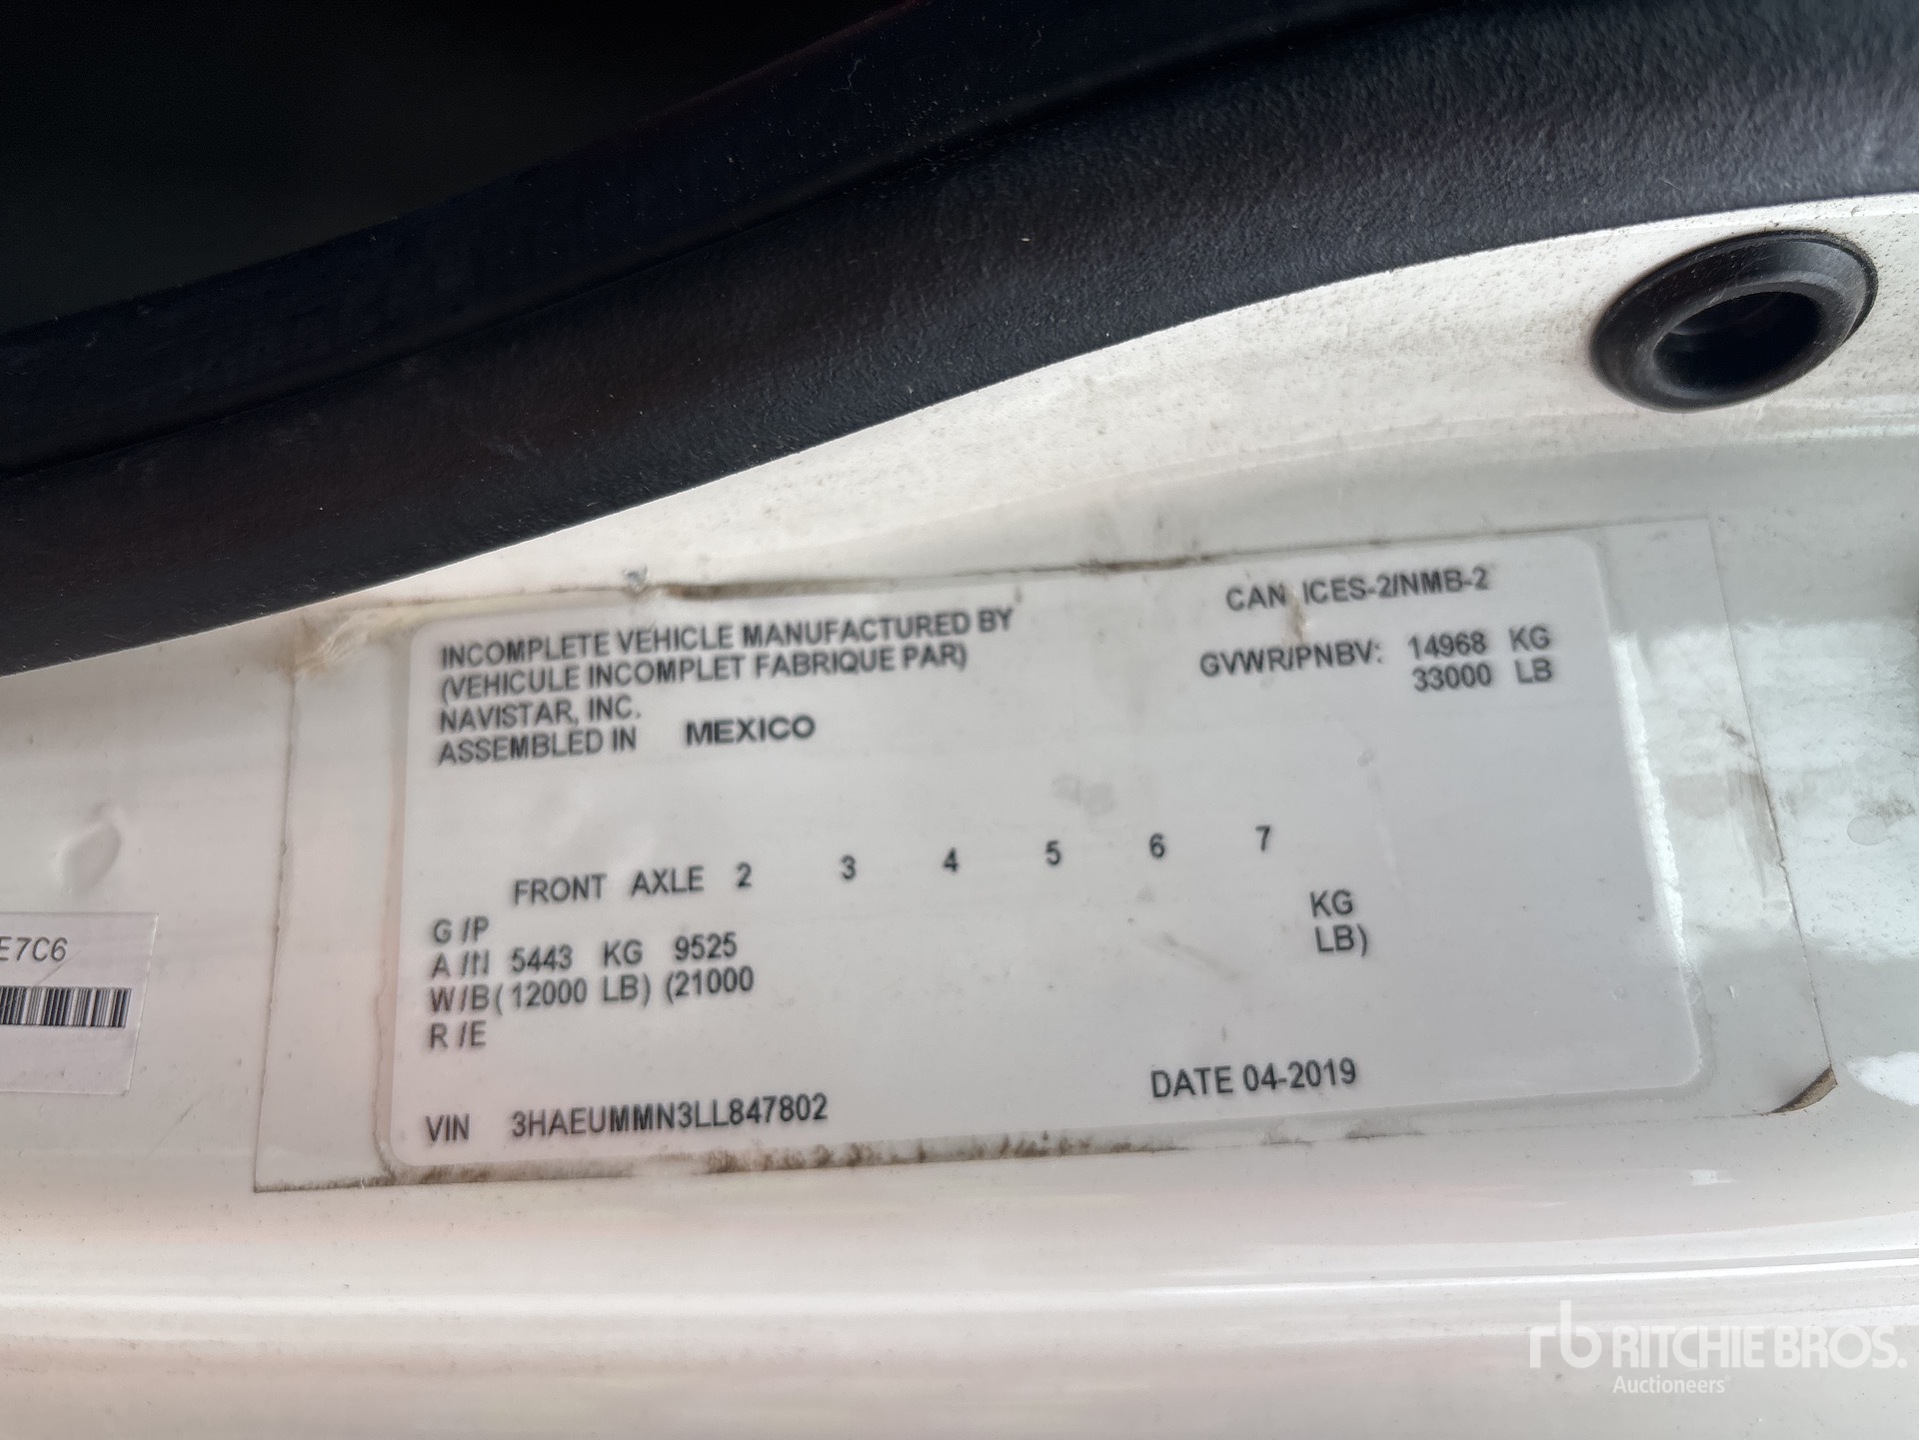 INCOMPLETE VEHICLE MANUFACTURED BY
(VEHICULE INCOMPLET FABRIQUE PAR)
NAVISTAR, INC.
ASSEMBLED IN MEXICO
CAN ICES-2/NMB-2
GVWR/PNBV: 14968 KG
33000 LB
FRONT AXLE 2 3 4 5 6 7
G/P
A/N 5443 KG 9525 KG
W/B (12000 LB) (21000 LB)
R/E
VIN 3HAEUMMN3LL847802
DATE 04-2019
E7C6
rb RITCHIE BROS.
Auctioneers